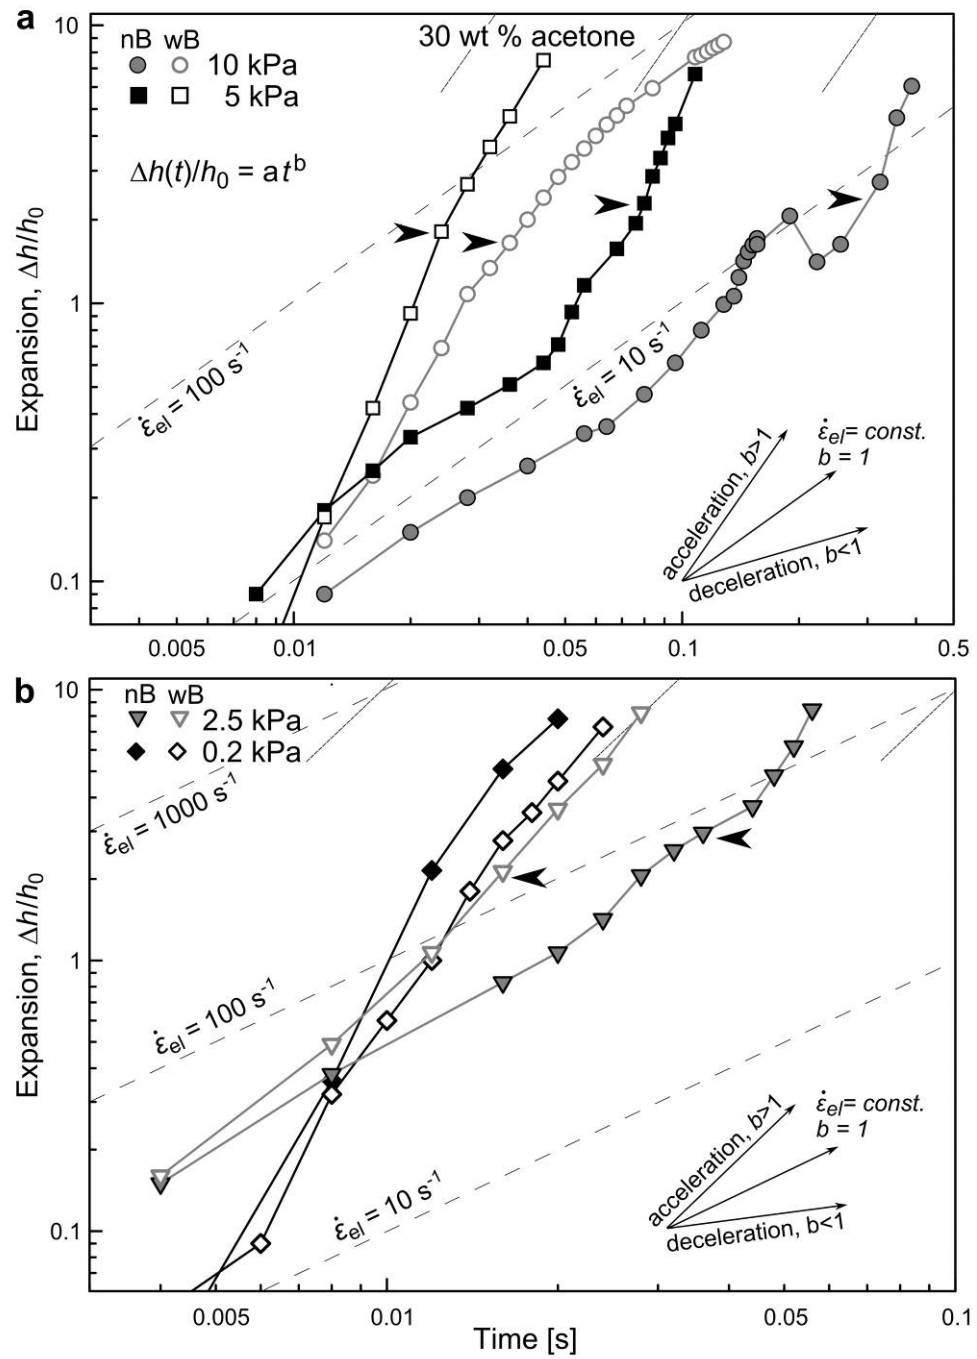 a
30 wt % acetone
nB wB
10 kPa
5 kPa
Δh(t)/h₀ = a tᵇ
10
1
0.1
Expansion, Δh/h₀
ε̇el = 100 s⁻¹
ε̇el = 10 s⁻¹
acceleration, b>1
ε̇el= const.
b = 1
deceleration, b<1
0.005
0.01
0.05
0.1
0.5
b
nB wB
2.5 kPa
0.2 kPa
10
1
0.1
Expansion, Δh/h₀
ε̇el = 1000 s⁻¹
ε̇el = 100 s⁻¹
ε̇el = 10 s⁻¹
acceleration, b>1
ε̇el= const.
b = 1
deceleration, b<1
0.005
0.01
0.05
0.1
Time [s]